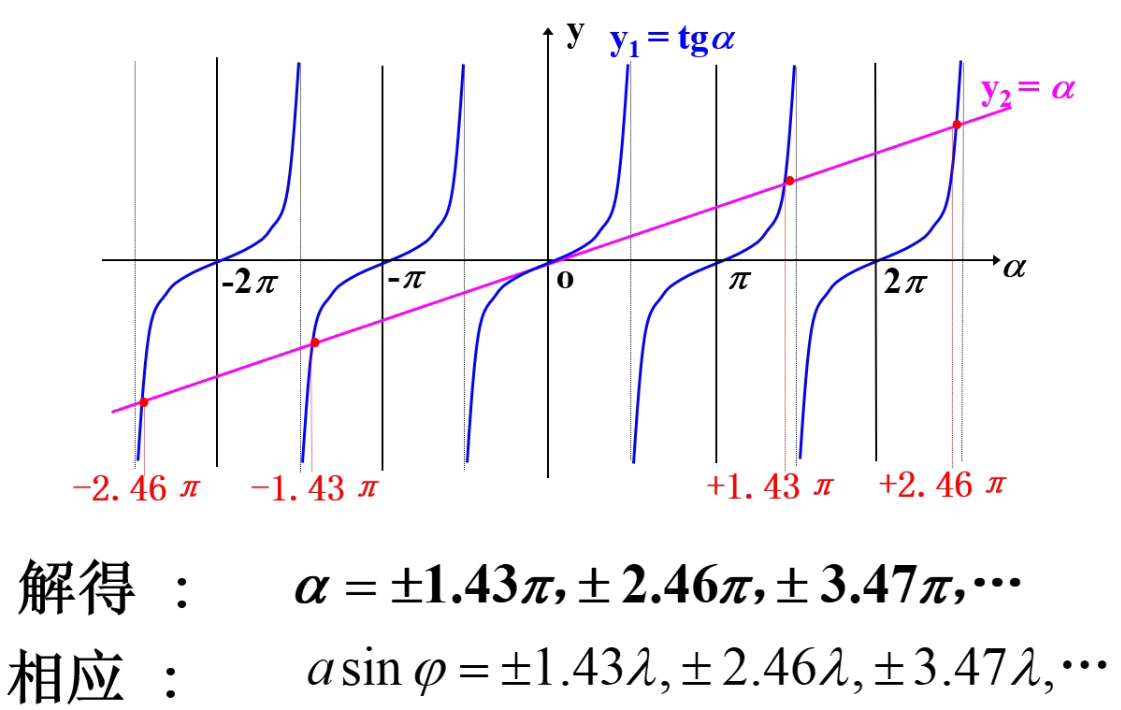 y y₁ = tgα
y₂ = α
-2π -π o π 2π α
-2.46 π -1.43 π +1.43 π +2.46 π
解得 : α = ±1.43π, ± 2.46π, ± 3.47π, ···
相应 : a sin φ = ±1.43λ, ± 2.46λ, ± 3.47λ, ···